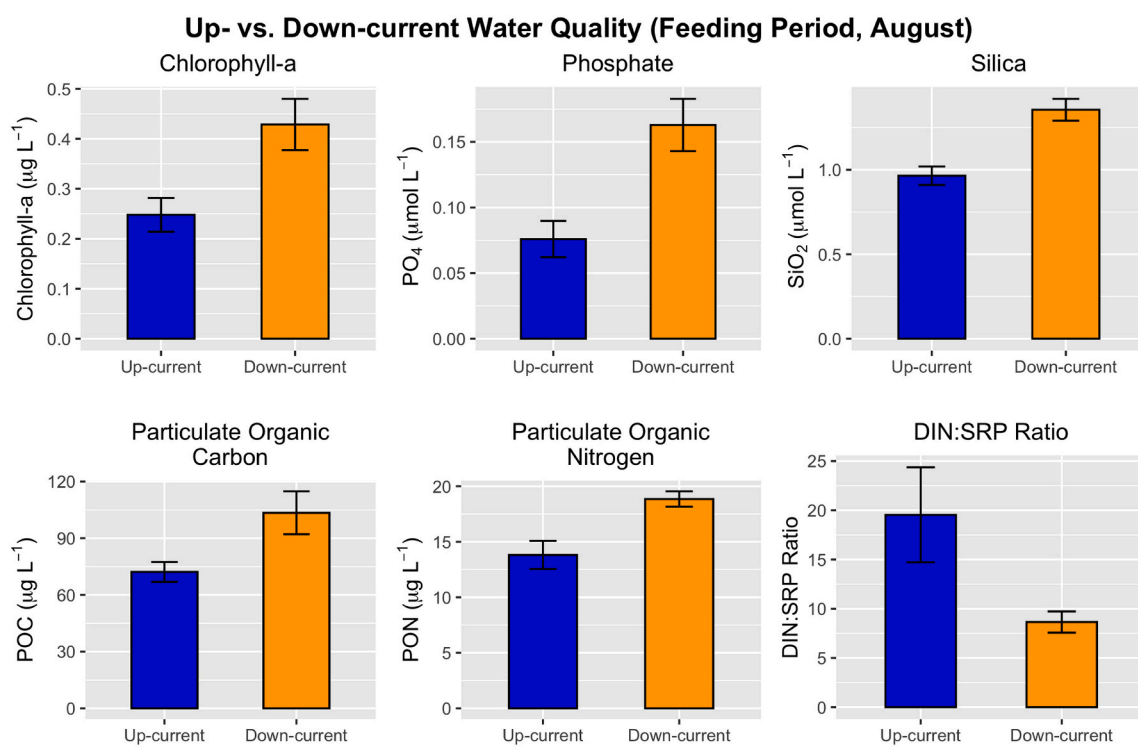 Up- vs. Down-current Water Quality (Feeding Period, August)
Chlorophyll-a
Chlorophyll-a (µg L⁻¹)
0.5
0.4
0.3
0.2
0.1
0.0
Up-current Down-current
Phosphate
PO₄ (µmol L⁻¹)
0.15
0.10
0.05
0.00
Up-current Down-current
Silica
SiO₂ (µmol L⁻¹)
1.0
0.5
0.0
Up-current Down-current
Particulate Organic
Carbon
POC (µg L⁻¹)
120
90
60
30
0
Up-current Down-current
Particulate Organic
Nitrogen
PON (µg L⁻¹)
20
15
10
5
0
Up-current Down-current
DIN:SRP Ratio
DIN:SRP Ratio
25
20
15
10
5
0
Up-current Down-current